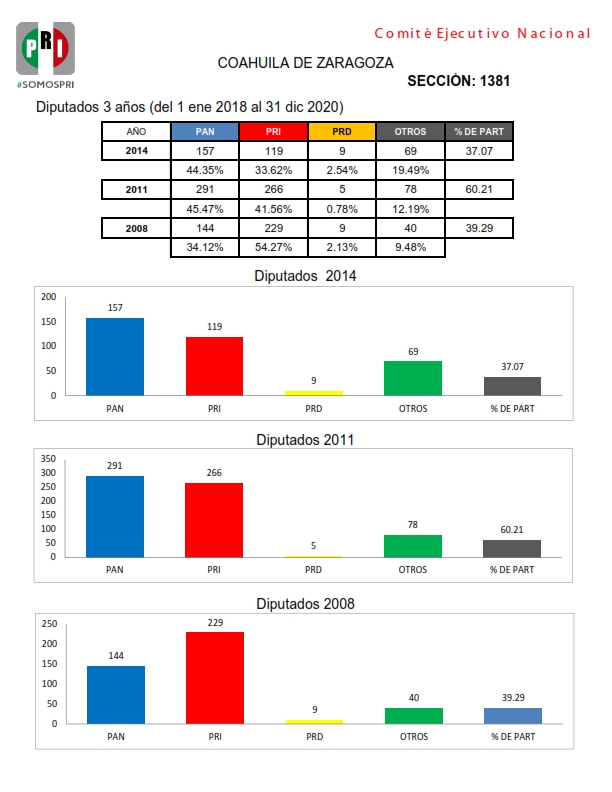 Comité Ejecutivo Nacional
PRI
#SOMOSPRI
COAHUILA DE ZARAGOZA
SECCIÓN: 1381
Diputados 3 años (del 1 ene 2018 al 31 dic 2020)
AÑO PAN PRI PRD OTROS % DE PART
2014 157 119 9 69 37.07
44.35% 33.62% 2.54% 19.49%
2011 291 266 5 78 60.21
45.47% 41.56% 0.78% 12.19%
2008 144 229 9 40 39.29
34.12% 54.27% 2.13% 9.48%
Diputados 2014
200
150
100
50
0
157 119 9 69 37.07
PAN PRI PRD OTROS % DE PART
Diputados 2011
350
300
250
200
150
100
50
0
291 266 5 78 60.21
PAN PRI PRD OTROS % DE PART
Diputados 2008
250
200
150
100
50
0
144 229 9 40 39.29
PAN PRI PRD OTROS % DE PART